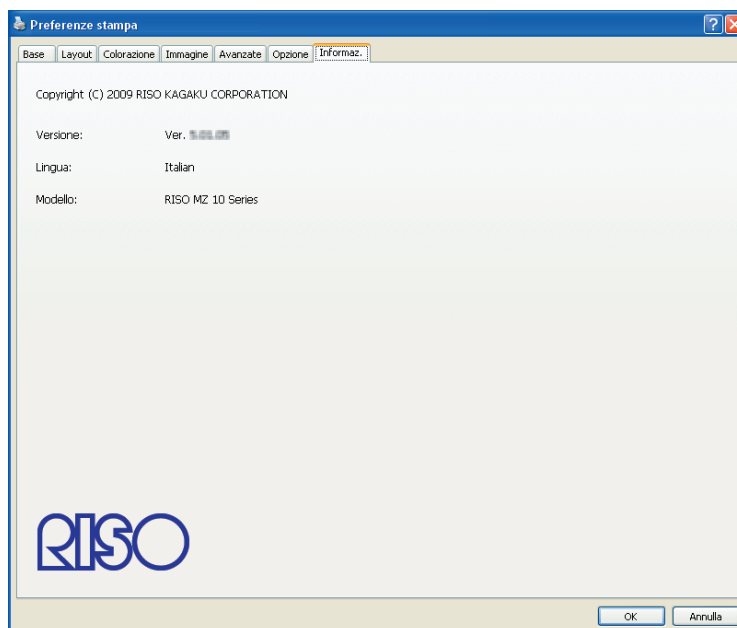 Preferenze stampa
Base Layout Colorazione Immagine Avanzate Opzione Informaz.
Copyright (C) 2009 RISO KAGAKU CORPORATION
Versione: Ver.
Lingua: Italian
Modello: RISO MZ 10 Series
RISO
OK Annulla